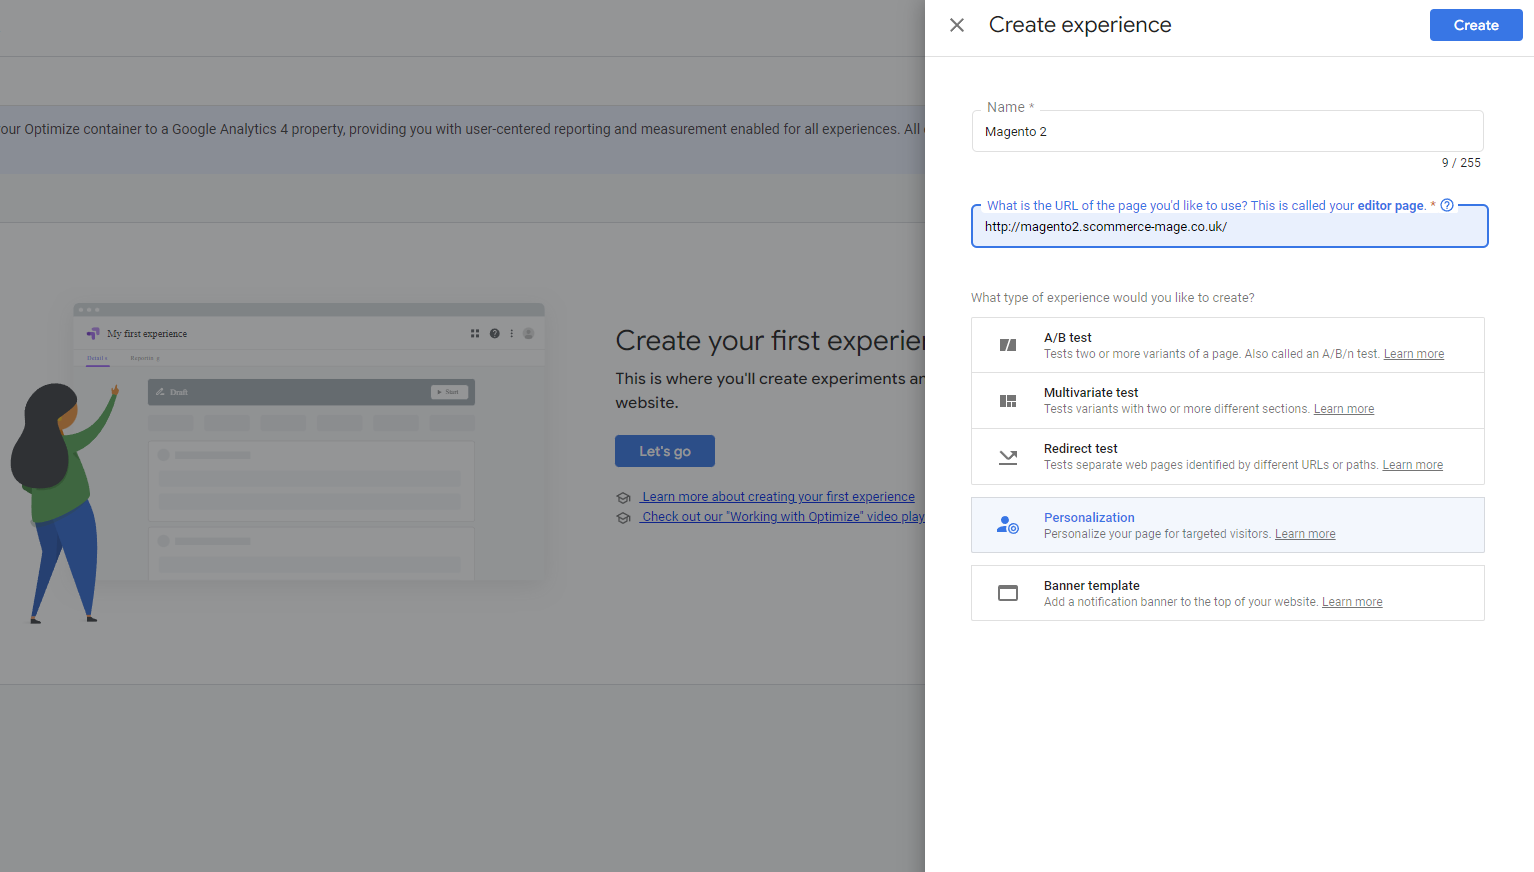 Create experience
Create
our Optimize container to a Google Analytics 4 property, providing you with user-centered reporting and measurement enabled for all experiences. All
Name *
Magento 2
9 / 255
What is the URL of the page you'd like to use? This is called your editor page. *
http://magento2.scommerce-mage.co.uk/
What type of experience would you like to create?
A/B test
Tests two or more variants of a page. Also called an A/B/n test. Learn more
Multivariate test
Tests variants with two or more different sections. Learn more
Redirect test
Tests separate web pages identified by different URLs or paths. Learn more
Personalization
Personalize your page for targeted visitors. Learn more
Banner template
Add a notification banner to the top of your website. Learn more
My first experience
Details
Reporting
Draft
Start
Create your first experien
This is where you'll create experiments an
website.
Let's go
Learn more about creating your first experience
Check out our "Working with Optimize" video play